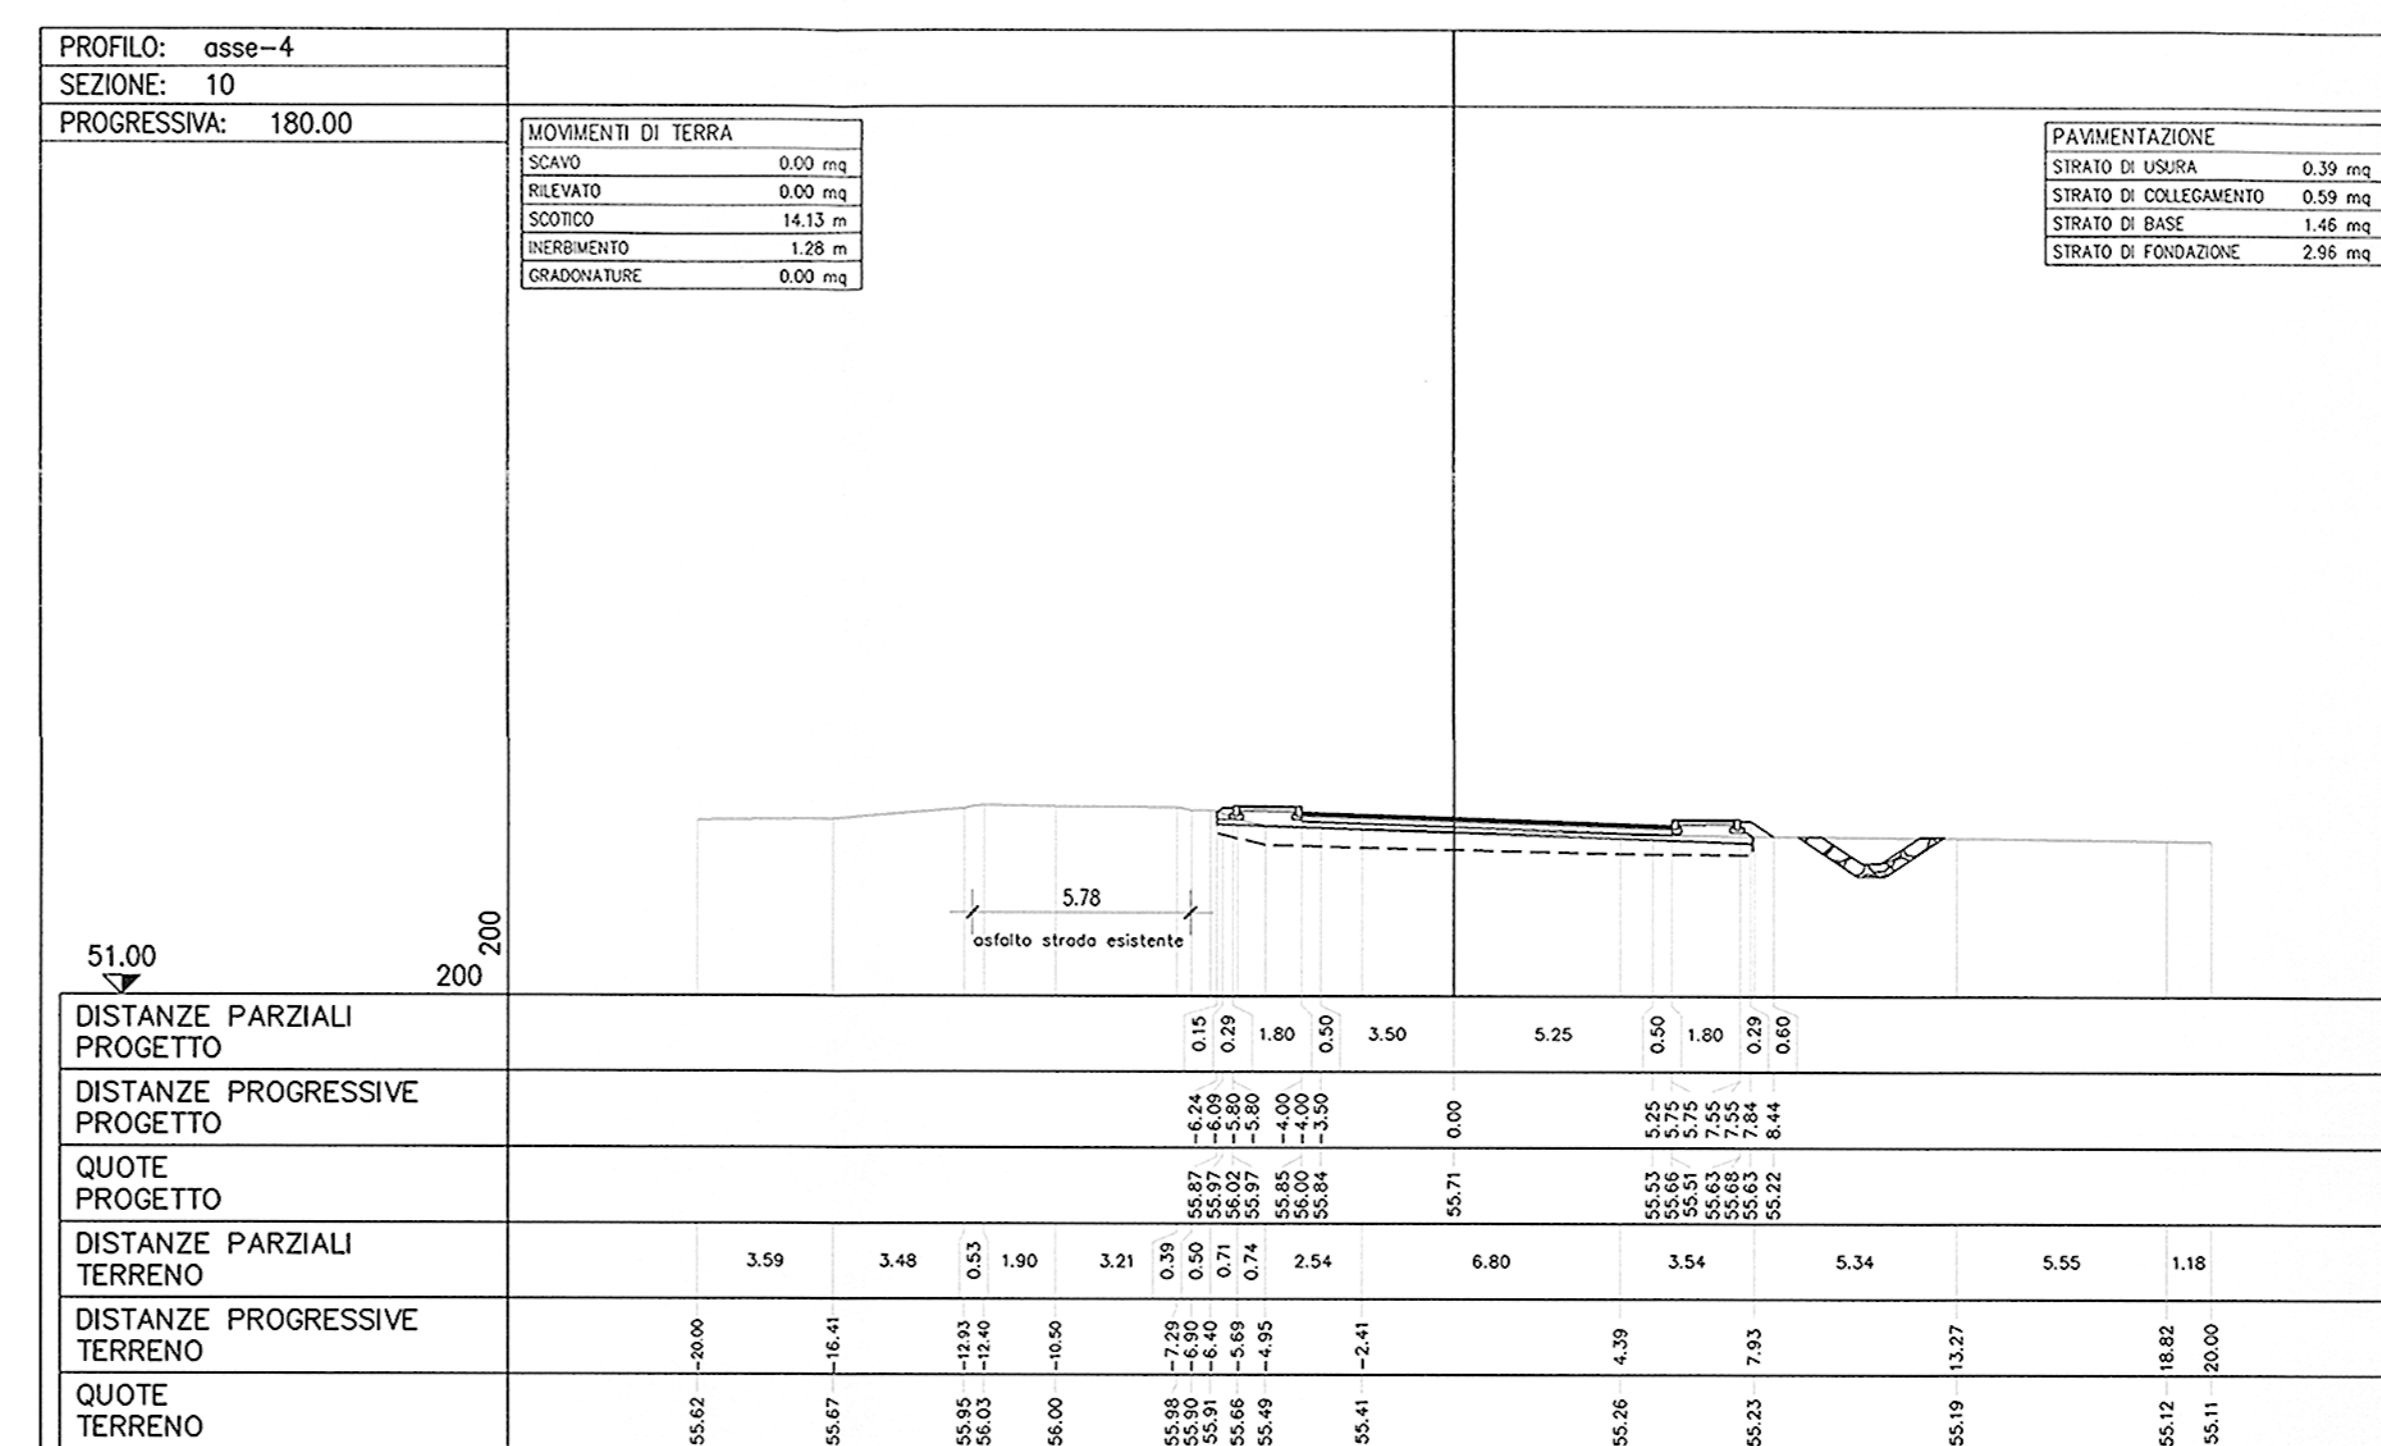 PROFILO: asse-4
SEZIONE: 10
PROGRESSIVA: 180.00
MOVIMENTI DI TERRA
SCAVO 0.00 mq
RILEVATO 0.00 mq
SCOTICO 14.13 m
INERBIMENTO 1.28 m
GRADONATURE 0.00 mq
PAVIMENTAZIONE
STRATO DI USURA 0.39 mq
STRATO DI COLLEGAMENTO 0.59 mq
STRATO DI BASE 1.46 mq
STRATO DI FONDAZIONE 2.96 mq
5.78
asfalto strada esistente
51.00
200
200
DISTANZE PARZIALI
PROGETTO
0.15 0.29 1.80 0.50 3.50 5.25 0.50 1.80 0.29 0.60
DISTANZE PROGRESSIVE
PROGETTO
-6.24 -6.09 -5.80 -5.80 -4.00 -4.00 -3.50 0.00 5.25 5.75 5.75 7.55 7.55 7.84 8.44
QUOTE
PROGETTO
55.87 55.97 56.02 55.97 55.85 56.00 55.84 55.71 55.53 55.66 55.51 55.63 55.68 55.63 55.22
DISTANZE PARZIALI
TERRENO
3.59 3.48 0.53 1.90 3.21 0.39 0.50 0.71 0.74 2.54 6.80 3.54 5.34 5.55 1.18
DISTANZE PROGRESSIVE
TERRENO
-20.00 -16.41 -12.93 -12.40 -10.50 -7.29 -6.90 -6.40 -5.69 -4.95 -2.41 4.39 7.93 13.27 18.82 20.00
QUOTE
TERRENO
55.62 55.67 55.95 56.03 56.00 55.98 55.90 55.91 55.66 55.49 55.41 55.26 55.23 55.19 55.12 55.11